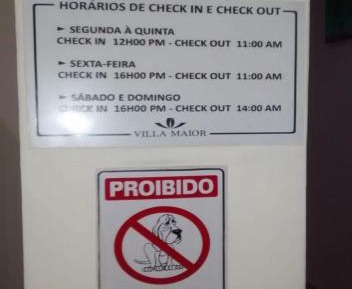 HORÁRIOS DE CHECK IN E CHECK OUT
► SEGUNDA À QUINTA
CHECK IN 12H00 PM - CHECK OUT 11:00 AM
► SEXTA-FEIRA
CHECK IN 16H00 PM - CHECK OUT 11:00 AM
► SÁBADO E DOMINGO
CHECK IN 16H00 PM - CHECK OUT 14:00 AM
VILLA MAIOR
PROIBIDO